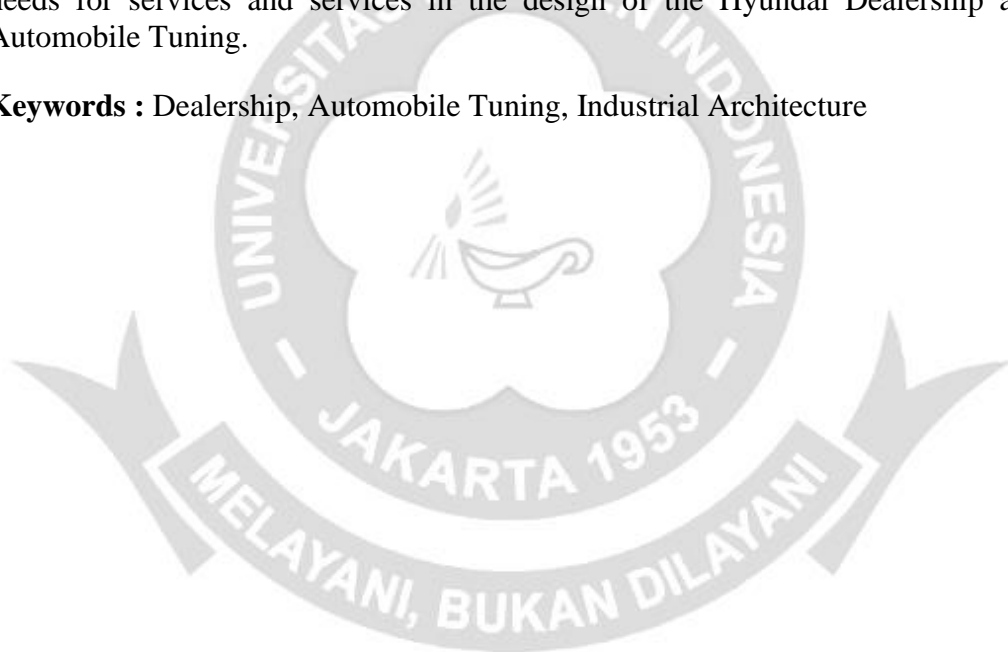 needs for services and services in the design of the Hyundai Dealership
Automobile Tuning.
Keywords : Dealership, Automobile Tuning, Industrial Architecture
INDONESIA
JAKARTA 1953
MELAYANI, BUKAN DILAYANI